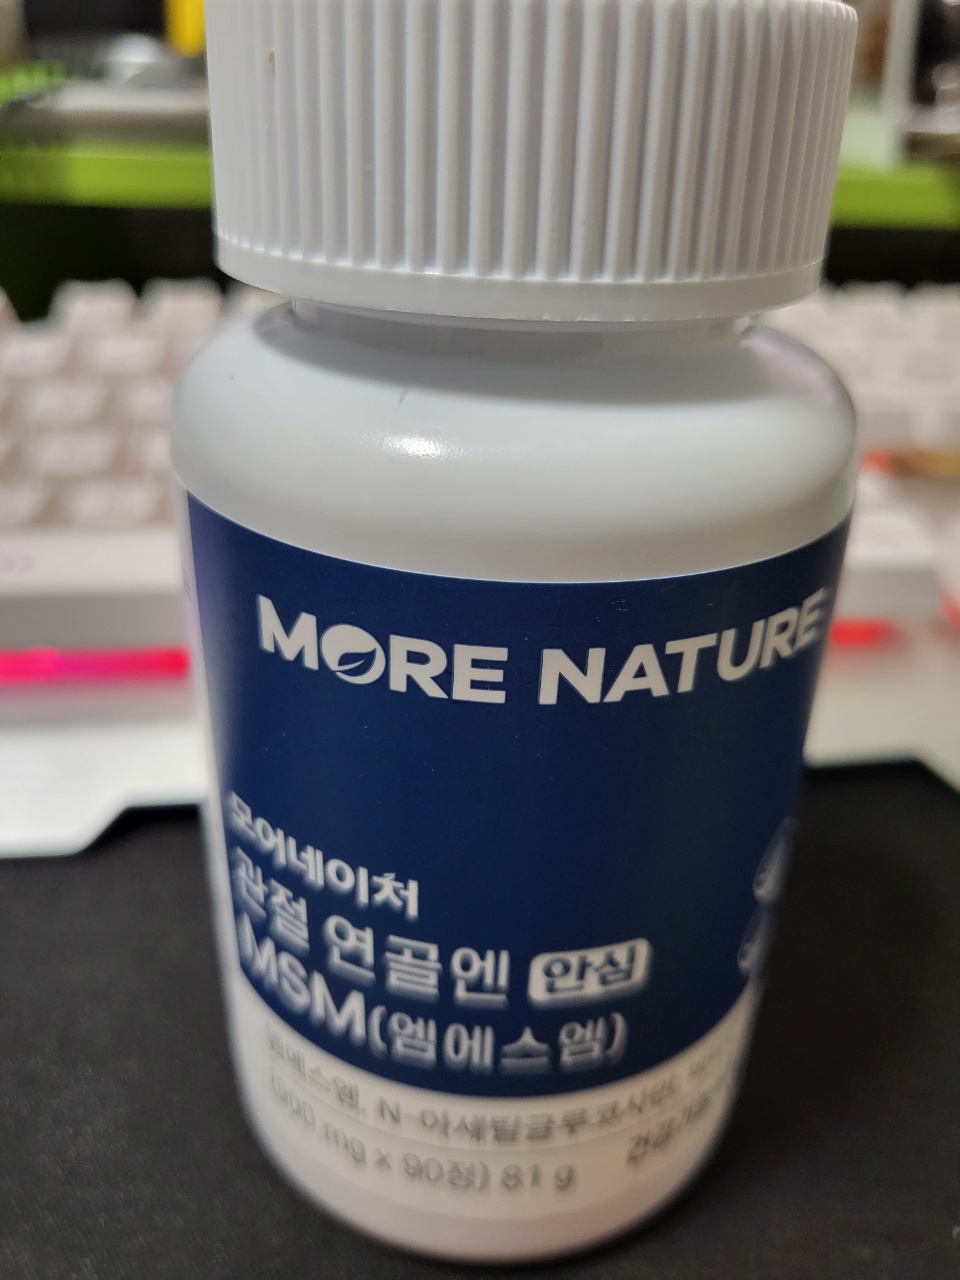 MORE NATURE
모어네이처
관절 연골엔 안심
MSM(엠에스엠)
엠에스엠, N-아세틸글루코사민,
(900 mg x 90정) 81 g